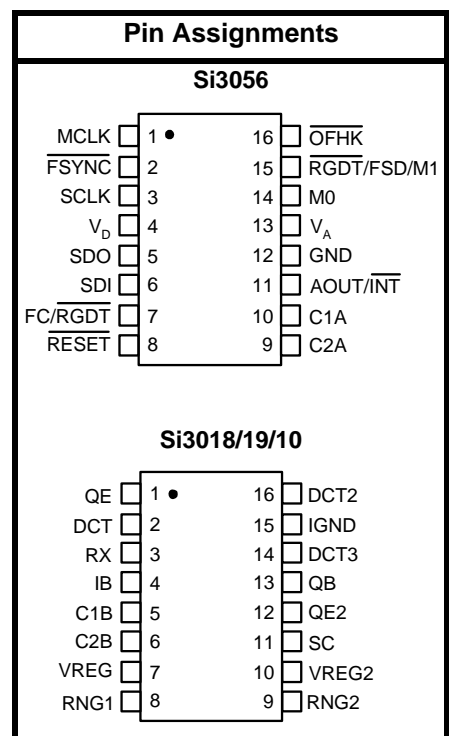 Pin Assignments
Si3056
MCLK 1 16 OFHK
FSYNC 2 15 RGDT/FSD/M1
SCLK 3 14 M0
VD 4 13 VA
SDO 5 12 GND
SDI 6 11 AOUT/INT
FC/RGDT 7 10 C1A
RESET 8 9 C2A
Si3018/19/10
QE 1 16 DCT2
DCT 2 15 IGND
RX 3 14 DCT3
IB 4 13 QB
C1B 5 12 QE2
C2B 6 11 SC
VREG 7 10 VREG2
RNG1 8 9 RNG2